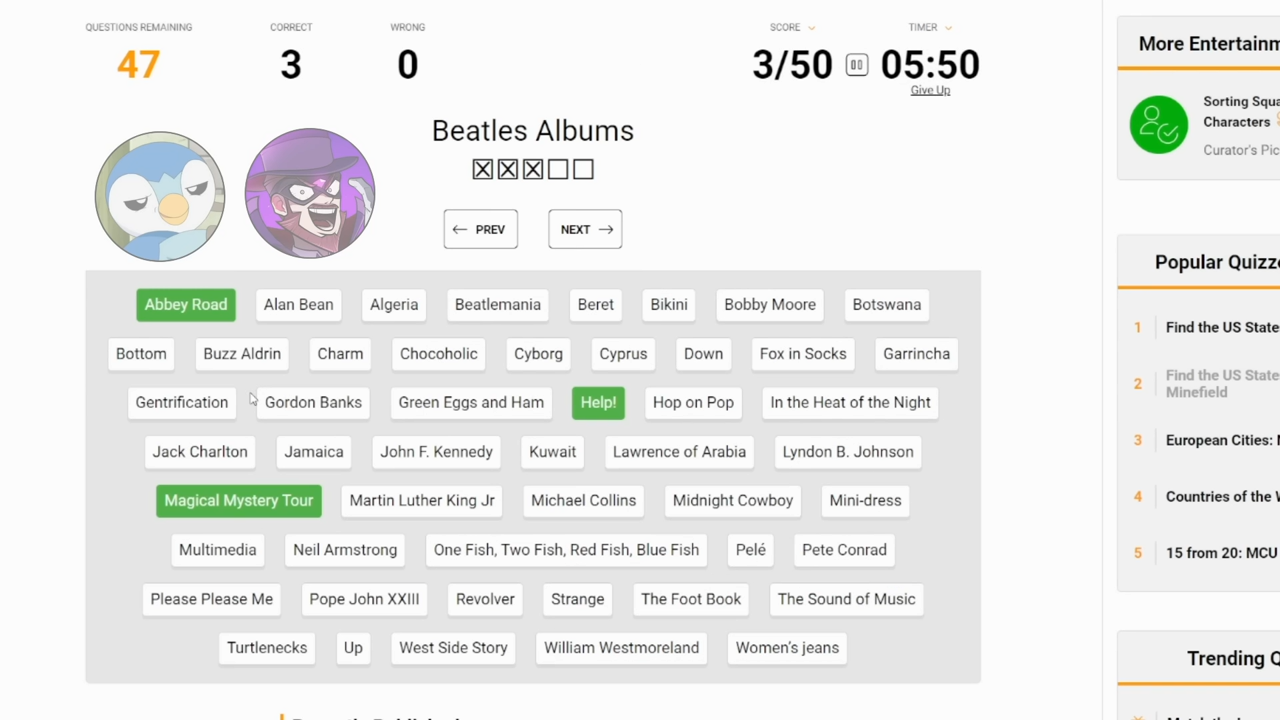 QUESTIONS REMAINING
47
CORRECT
3
WRONG
0
SCORE
3/50
TIMER
05:50
Give Up
Beatles Albums
← PREV
NEXT →
Abbey Road Alan Bean Algeria Beatlemania Beret Bikini Bobby Moore Botswana
Bottom Buzz Aldrin Charm Chocoholic Cyborg Cyprus Down Fox in Socks Garrincha
Gentrification Gordon Banks Green Eggs and Ham Help! Hop on Pop In the Heat of the Night
Jack Charlton Jamaica John F. Kennedy Kuwait Lawrence of Arabia Lyndon B. Johnson
Magical Mystery Tour Martin Luther King Jr Michael Collins Midnight Cowboy Mini-dress
Multimedia Neil Armstrong One Fish, Two Fish, Red Fish, Blue Fish Pelé Pete Conrad
Please Please Me Pope John XXIII Revolver Strange The Foot Book The Sound of Music
Turtlenecks Up West Side Story William Westmoreland Women's jeans
More Entertainm
Sorting Squa
Characters
Curator's Pic
Popular Quizze
1 Find the US State
2 Find the US State
Minefield
3 European Cities:
4 Countries of the W
5 15 from 20: MCU
Trending Q